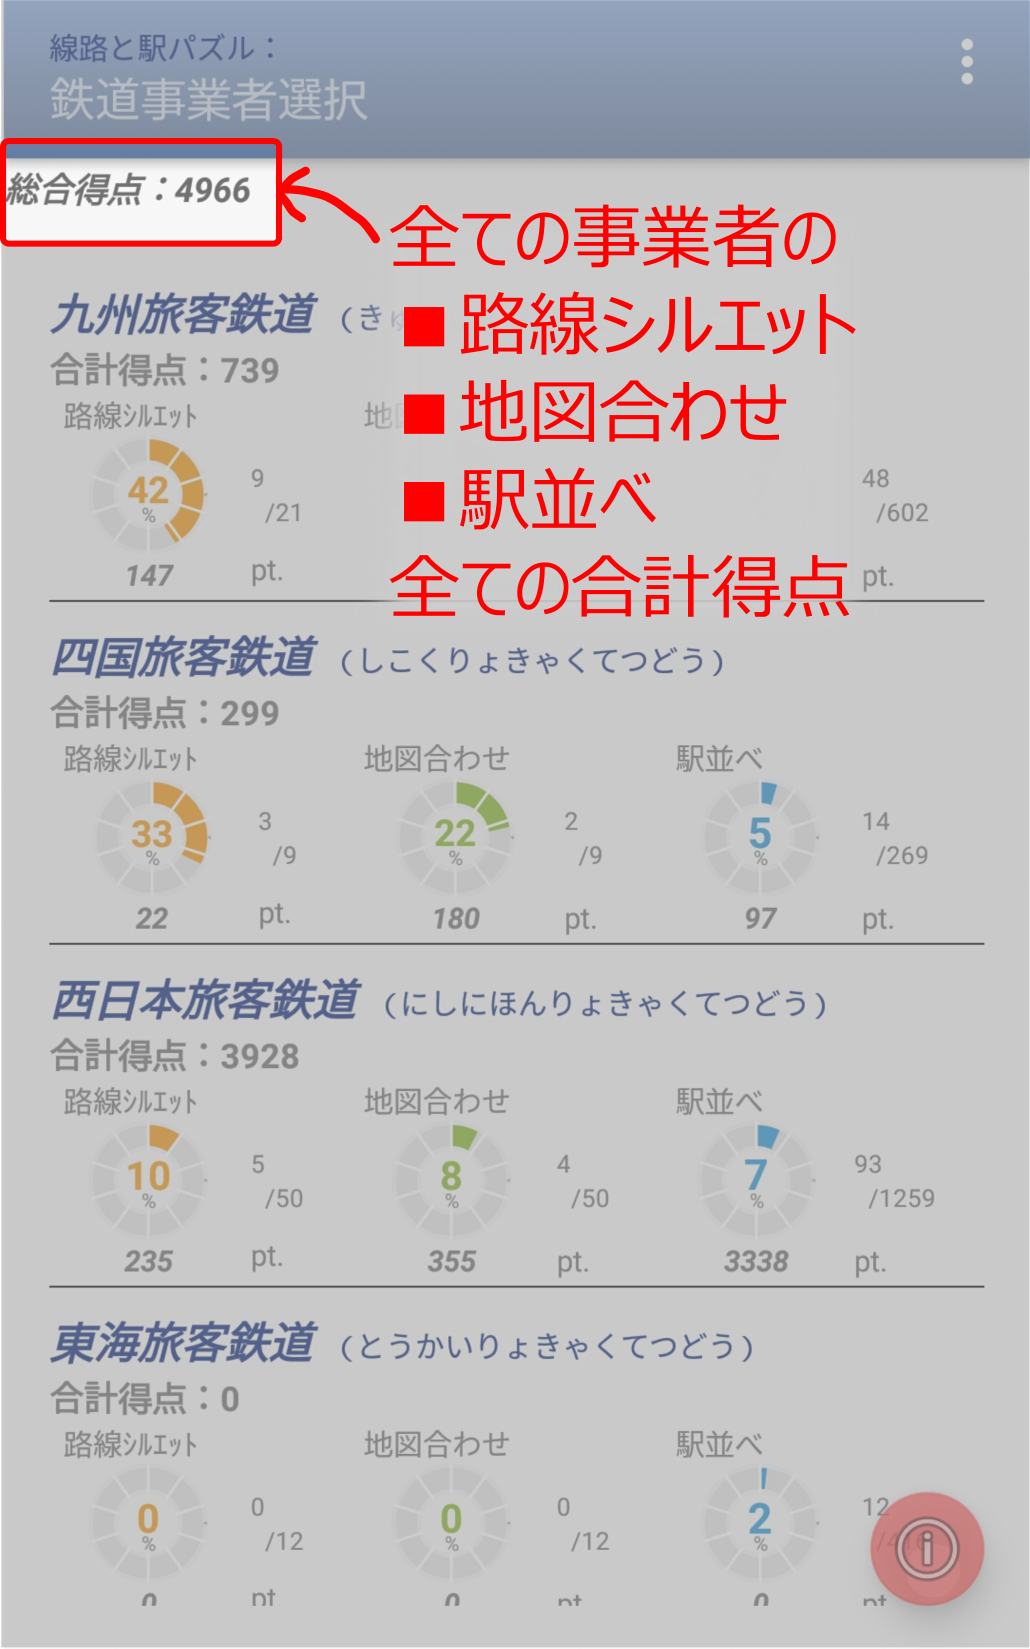 線路と駅パズル：
鉄道事業者選択
総合得点：4966
全ての事業者の
■路線シルエット
■地図合わせ
■駅並べ
全ての合計得点
九州旅客鉄道 （き
合計得点：739
路線シルエット 地
42 % 9 /21
48 /602
147 pt.
pt.
四国旅客鉄道 （しこくりょきゃくてつどう）
合計得点：299
路線シルエット 地図合わせ 駅並べ
33 % 3 /9 22 % 2 /9 5 % 14 /269
22 pt. 180 pt. 97 pt.
西日本旅客鉄道 （にしにほんりょきゃくてつどう）
合計得点：3928
路線シルエット 地図合わせ 駅並べ
10 % 5 /50 8 % 4 /50 7 % 93 /1259
235 pt. 355 pt. 3338 pt.
東海旅客鉄道 （とうかいりょきゃくてつどう）
合計得点：0
路線シルエット 地図合わせ 駅並べ
0 % 0 /12 0 % 0 /12 2 % 12
0 pt 0 pt 0 pt